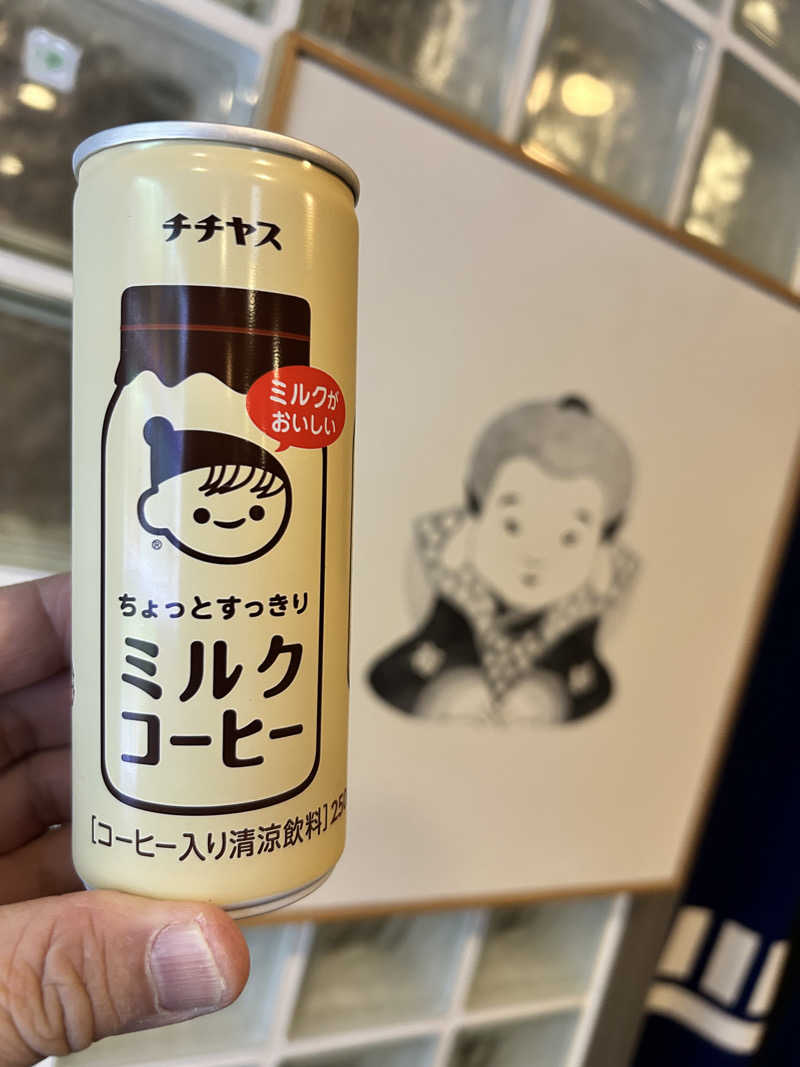 チチヤス
ミルクが
おいしい
®
ちょっとすっきり
ミルク
コーヒー
[コーヒー入り清涼飲料] 250